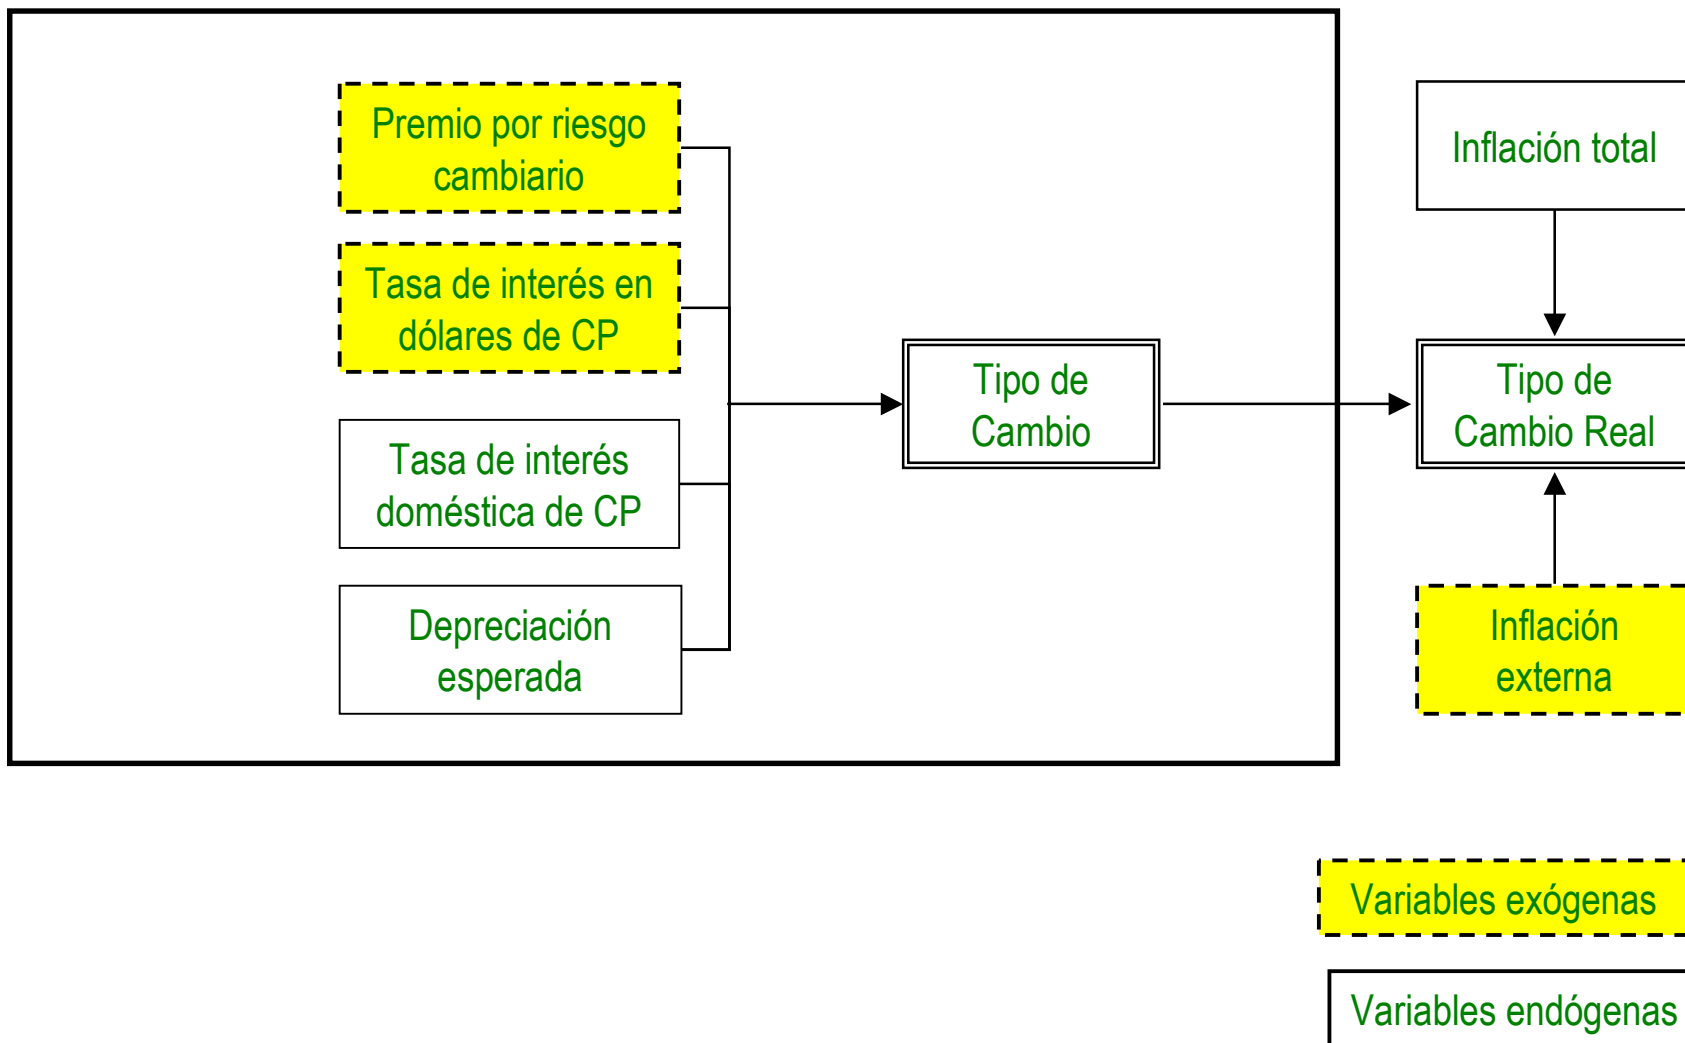 Premio por riesgo
cambiario
Tasa de interés en
dólares de CP
Tasa de interés
doméstica de CP
Depreciación
esperada
Tipo de
Cambio
Inflación total
Tipo de
Cambio Real
Inflación
externa
Variables exógenas
Variables endógenas